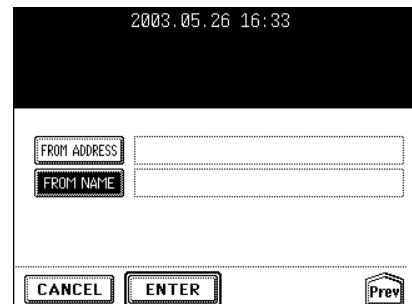 2003.05.26 16:33
FROM ADDRESS
FROM NAME
CANCEL ENTER Prev